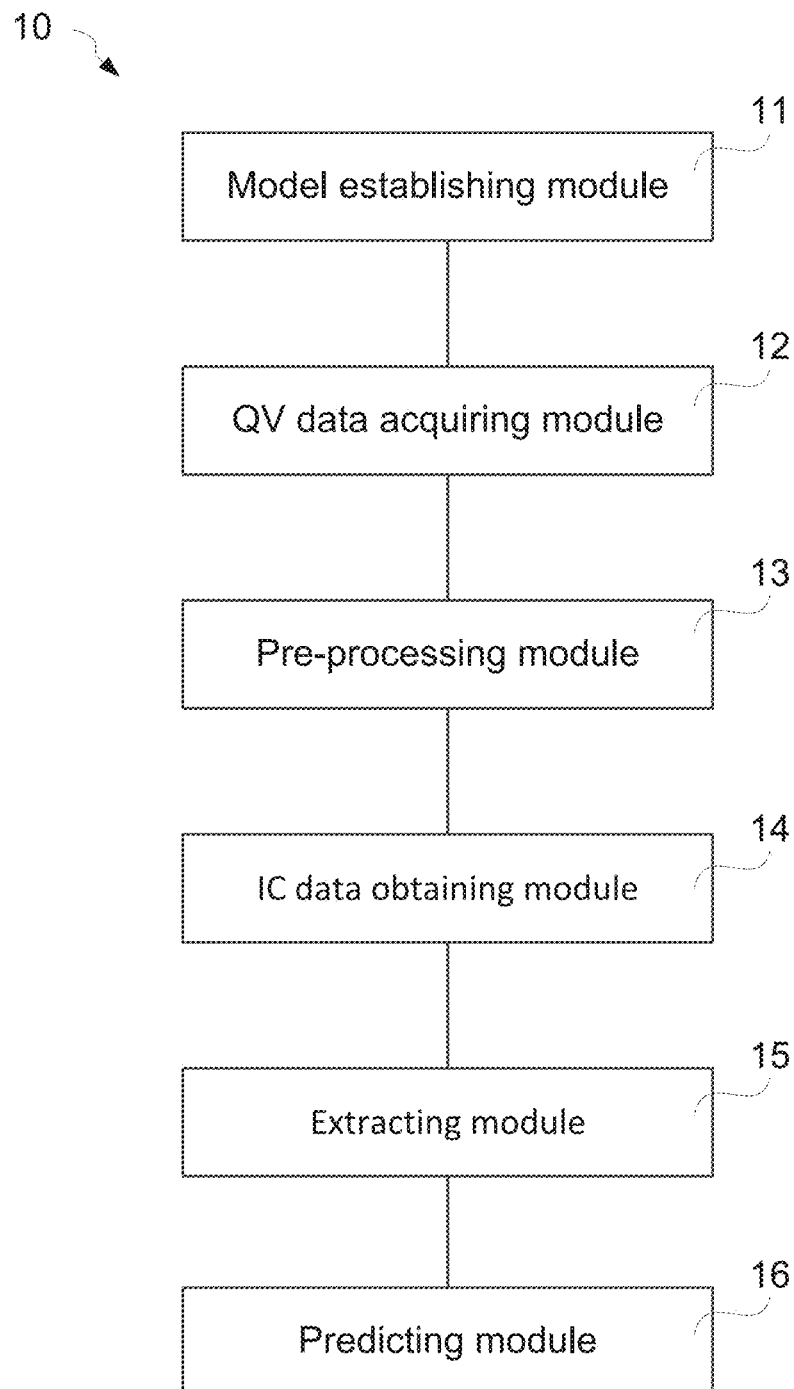 10
11
Model establishing module
12
QV data acquiring module
13
Pre-processing module
14
IC data obtaining module
15
Extracting module
16
Predicting module